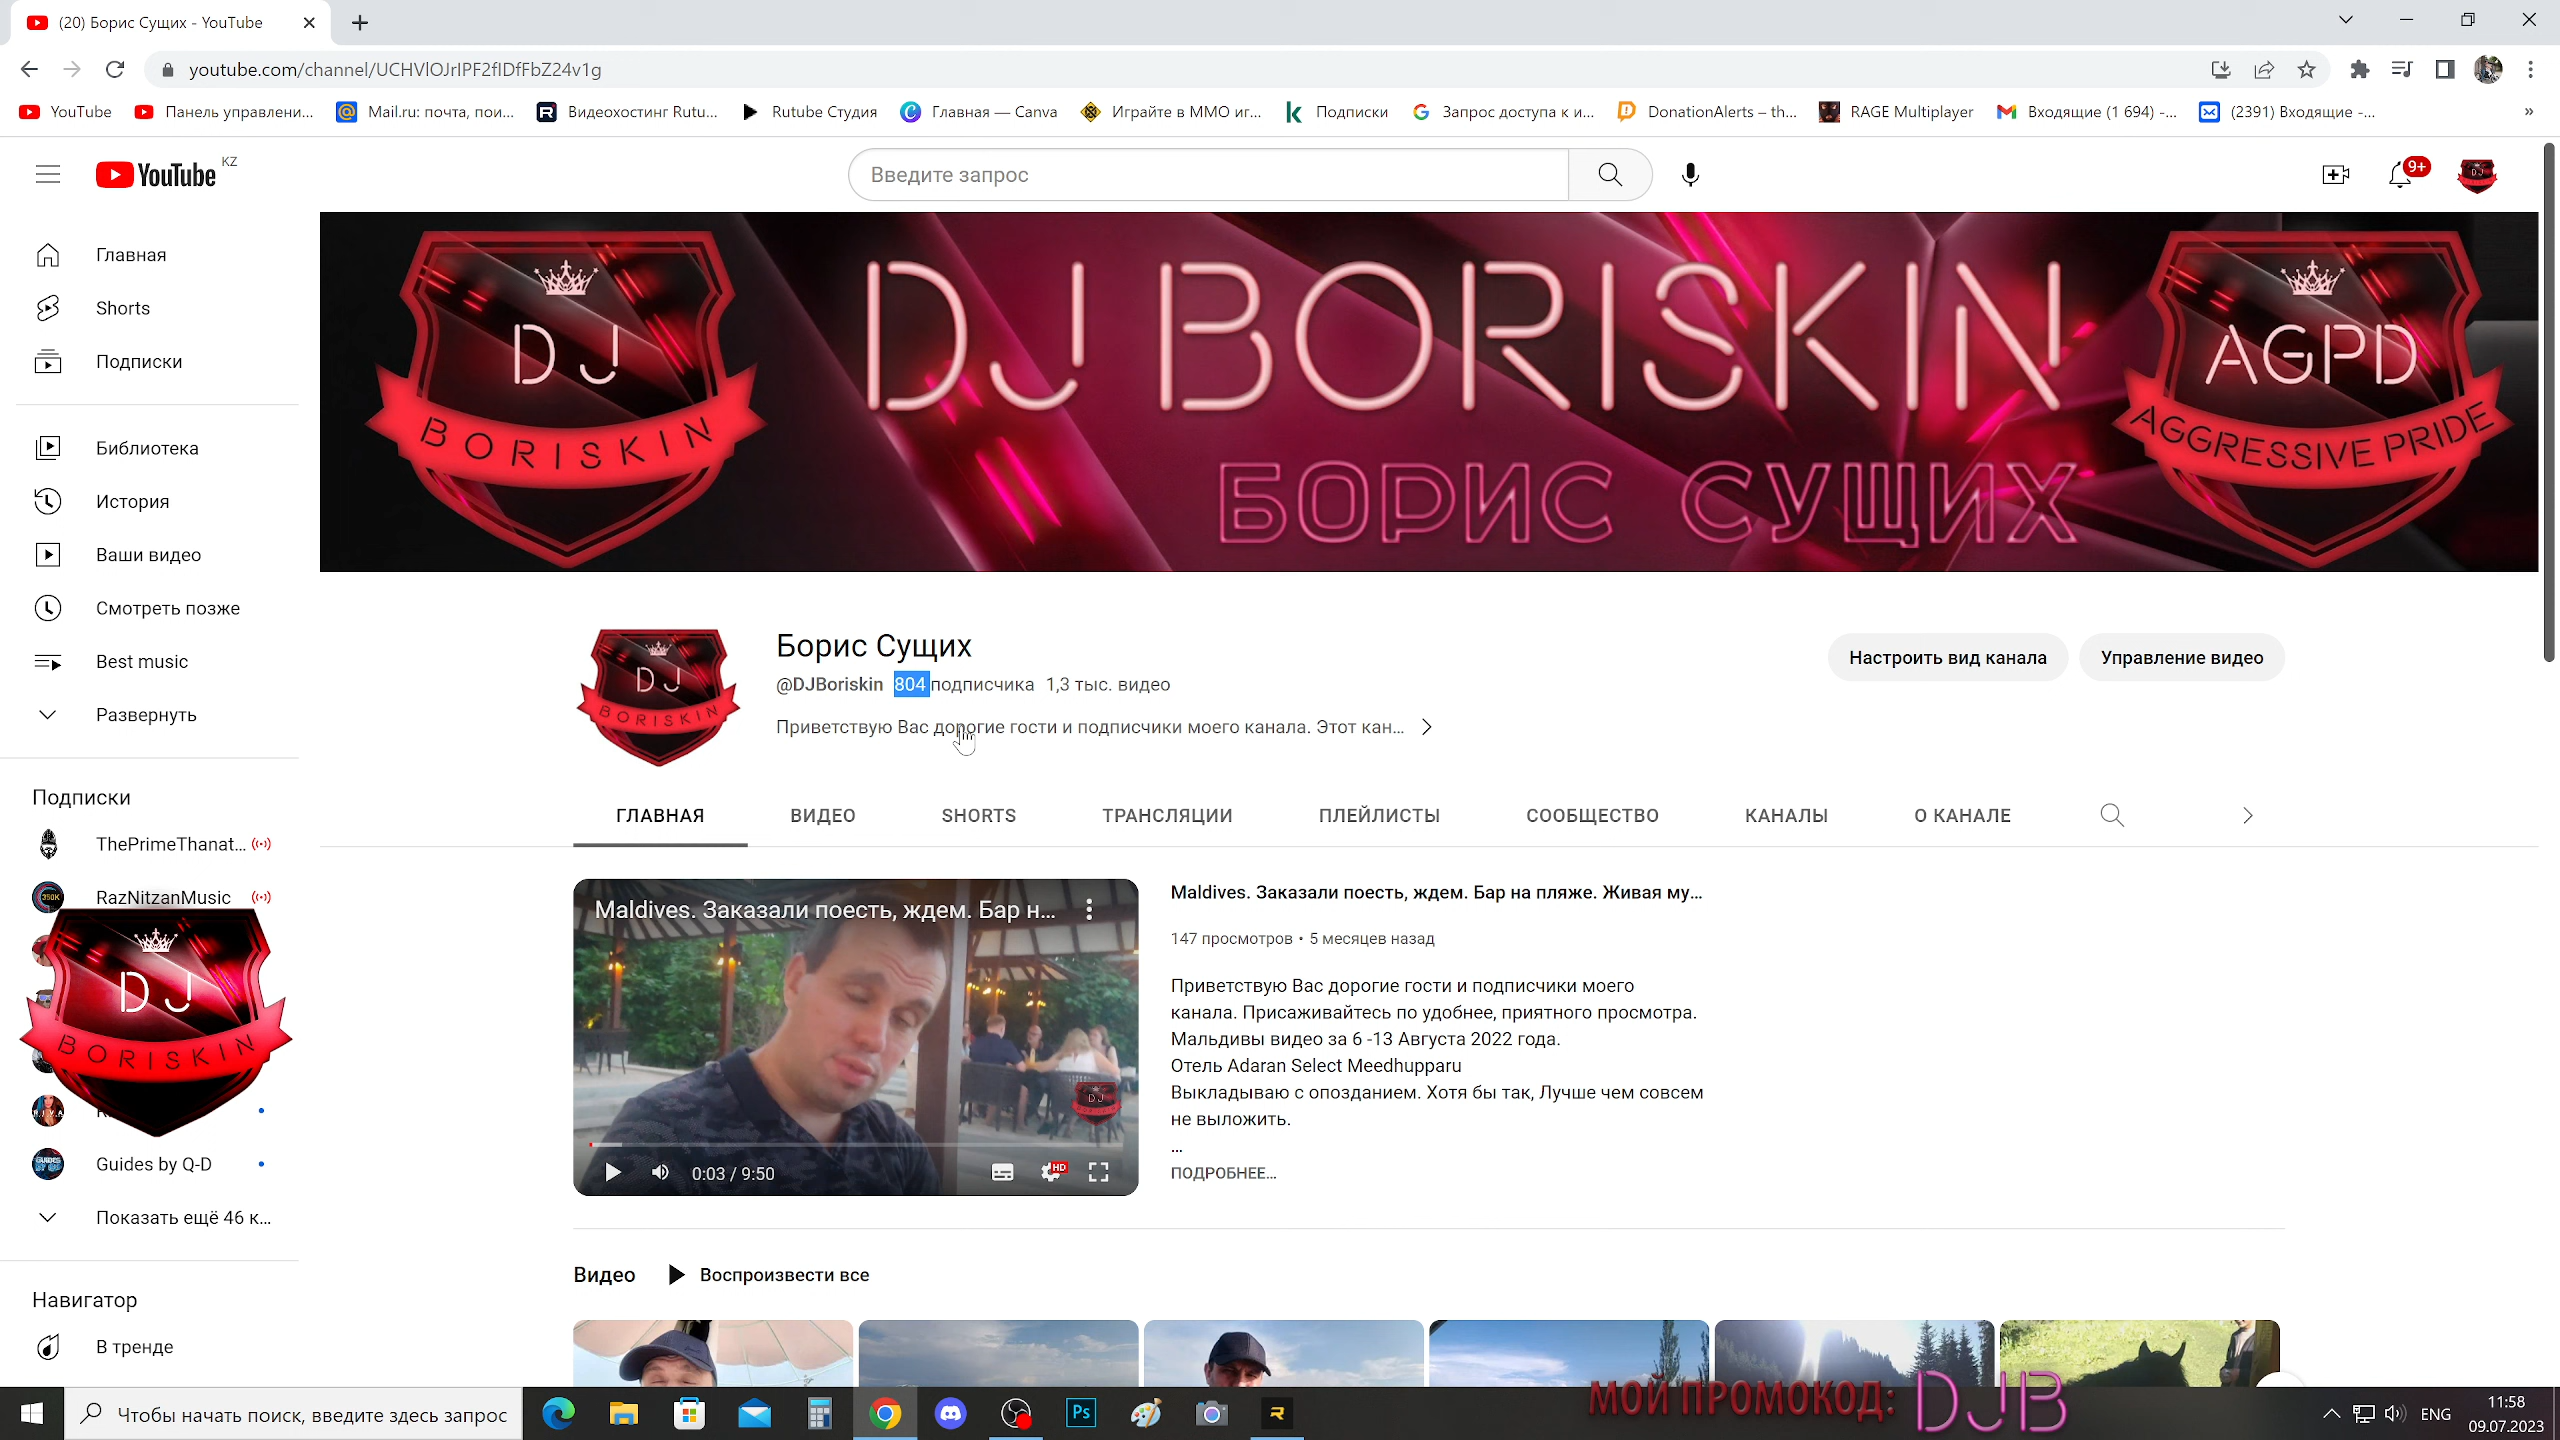 (20) Борис Сущих - YouTube
youtube.com/channel/UCHVlOJrIPF2fIDfFbZ24v1g
YouTube
Панель управлени...
Mail.ru: почта, пои...
Видеохостинг Rutu...
Rutube Студия
Главная — Canva
Играйте в ММО иг...
Подписки
Запрос доступа к и...
DonationAlerts – th...
RAGE Multiplayer
Входящие (1 694) -...
(2391) Входящие -...
»
YouTube KZ
Введите запрос
9+
DJ
Главная
Shorts
Подписки
Библиотека
История
Ваши видео
Смотреть позже
Best music
Развернуть
Подписки
ThePrimeThanat...
RazNitzanMusic
DJ
BORISKIN
Guides by Q-D
Показать ещё 46 к...
Навигатор
В тренде
DJ
BORISKIN
DJ BORISKIN
БОРИС СУЩИХ
AGPD
AGGRESSIVE PRIDE
DJ
BORISKIN
Борис Сущих
@DJBoriskin 804 подписчика 1,3 тыс. видео
Приветствую Вас дорогие гости и подписчики моего канала. Этот кан...
Настроить вид канала
Управление видео
ГЛАВНАЯ
ВИДЕО
SHORTS
ТРАНСЛЯЦИИ
ПЛЕЙЛИСТЫ
СООБЩЕСТВО
КАНАЛЫ
О КАНАЛЕ
Maldives. Заказали поесть, ждем. Бар н...
DJ
0:03 / 9:50
HD
Maldives. Заказали поесть, ждем. Бар на пляже. Живая му...
147 просмотров • 5 месяцев назад
Приветствую Вас дорогие гости и подписчики моего
канала. Присаживайтесь по удобнее, приятного просмотра.
Мальдивы видео за 6 -13 Августа 2022 года.
Отель Adaran Select Meedhupparu
Выкладываю с опозданием. Хотя бы так, Лучше чем совсем
не выложить.
...
ПОДРОБНЕЕ...
Видео
Воспроизвести все
МОЙ ПРОМОКОД: DJB
Чтобы начать поиск, введите здесь запрос
Ps
ENG
11:58
09.07.2023